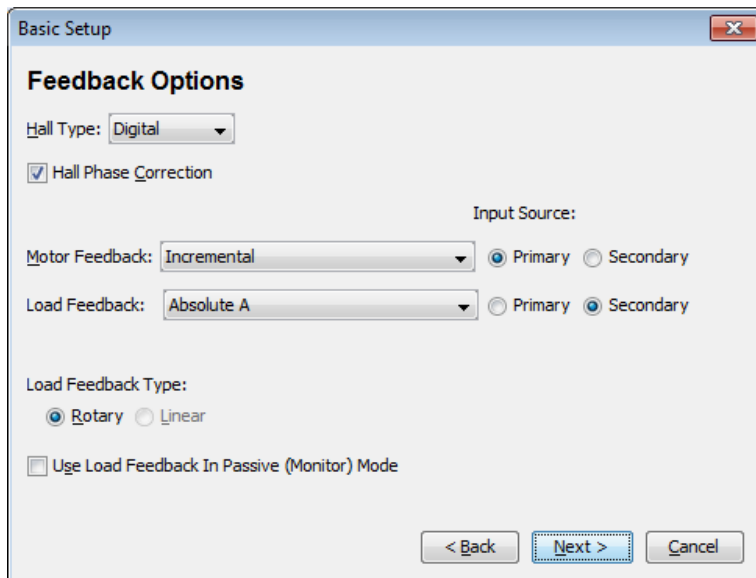 Basic Setup
Feedback Options
Hall Type: Digital
Hall Phase Correction
Input Source:
Motor Feedback: Incremental Primary Secondary
Load Feedback: Absolute A Primary Secondary
Load Feedback Type:
Rotary Linear
Use Load Feedback In Passive (Monitor) Mode
< Back Next > Cancel